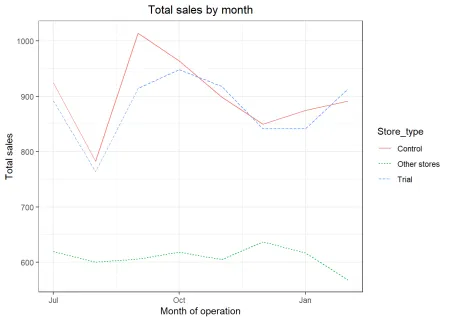 Total sales by month
1000
900
800
700
600
Total sales
Jul
Oct
Jan
Month of operation
Store_type
Control
Other stores
Trial